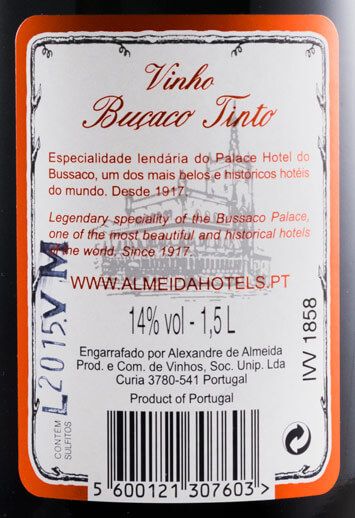 Vinho
Buçaco Tinto
Especialidade lendária do Palace Hotel do
Bussaco, um dos mais belos e históricos hotéis
do mundo. Desde 1917.
Legendary speciality of the Bussaco Palace,
one of the most beautiful and historical hotels
of the world. Since 1917.
WWW.ALMEIDAHOTELS.PT
14% vol - 1,5 L
Engarrafado por Alexandre de Almeida
Prod. e Com. de Vinhos, Soc. Unip. Lda
Curia 3780-541 Portugal
Product of Portugal
5 600121 307603 >
L2015VM
CONTÉM
SULFITOS
IVV 1858